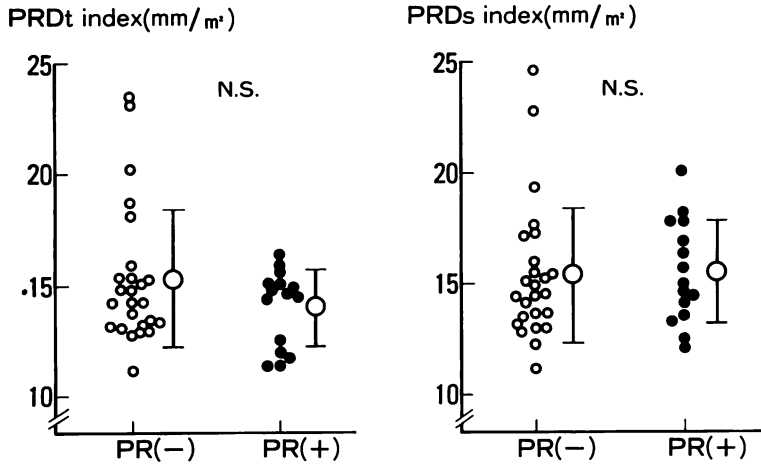 PRDt index(mm/m²)
25
20
15
10
N.S.
PR(−)
PR(+)
PRDs index(mm/m²)
25
20
15
10
N.S.
PR(−)
PR(+)